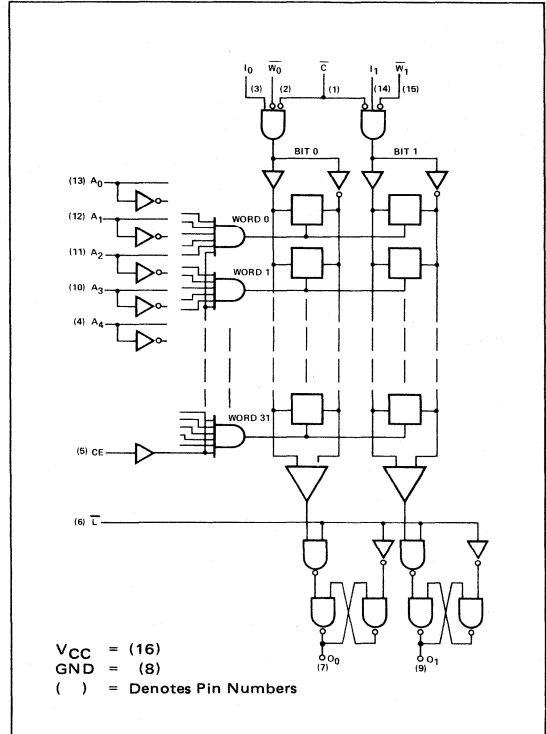 I0 W̅0̅ C̅ I1 W̅1̅
(3) (2) (1) (14) (15)
BIT 0 BIT 1
(13) A0
(12) A1
WORD 0
(11) A2
WORD 1
(10) A3
(4) A4
WORD 31
(5) CE
(6) L̅
O0 O1
(7) (9)
VCC = (16)
GND = (8)
( ) = Denotes Pin Numbers